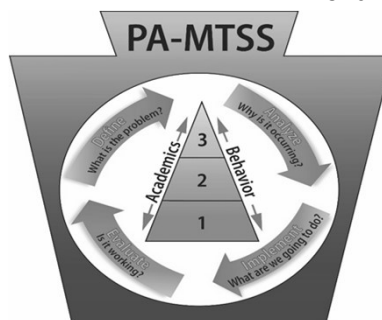 PA-MTSS
Define
What is the problem?
Analyze
Why is it occurring?
Academics
Behavior
3
2
1
Evaluate
Is it working?
Implement
What are we going to do?